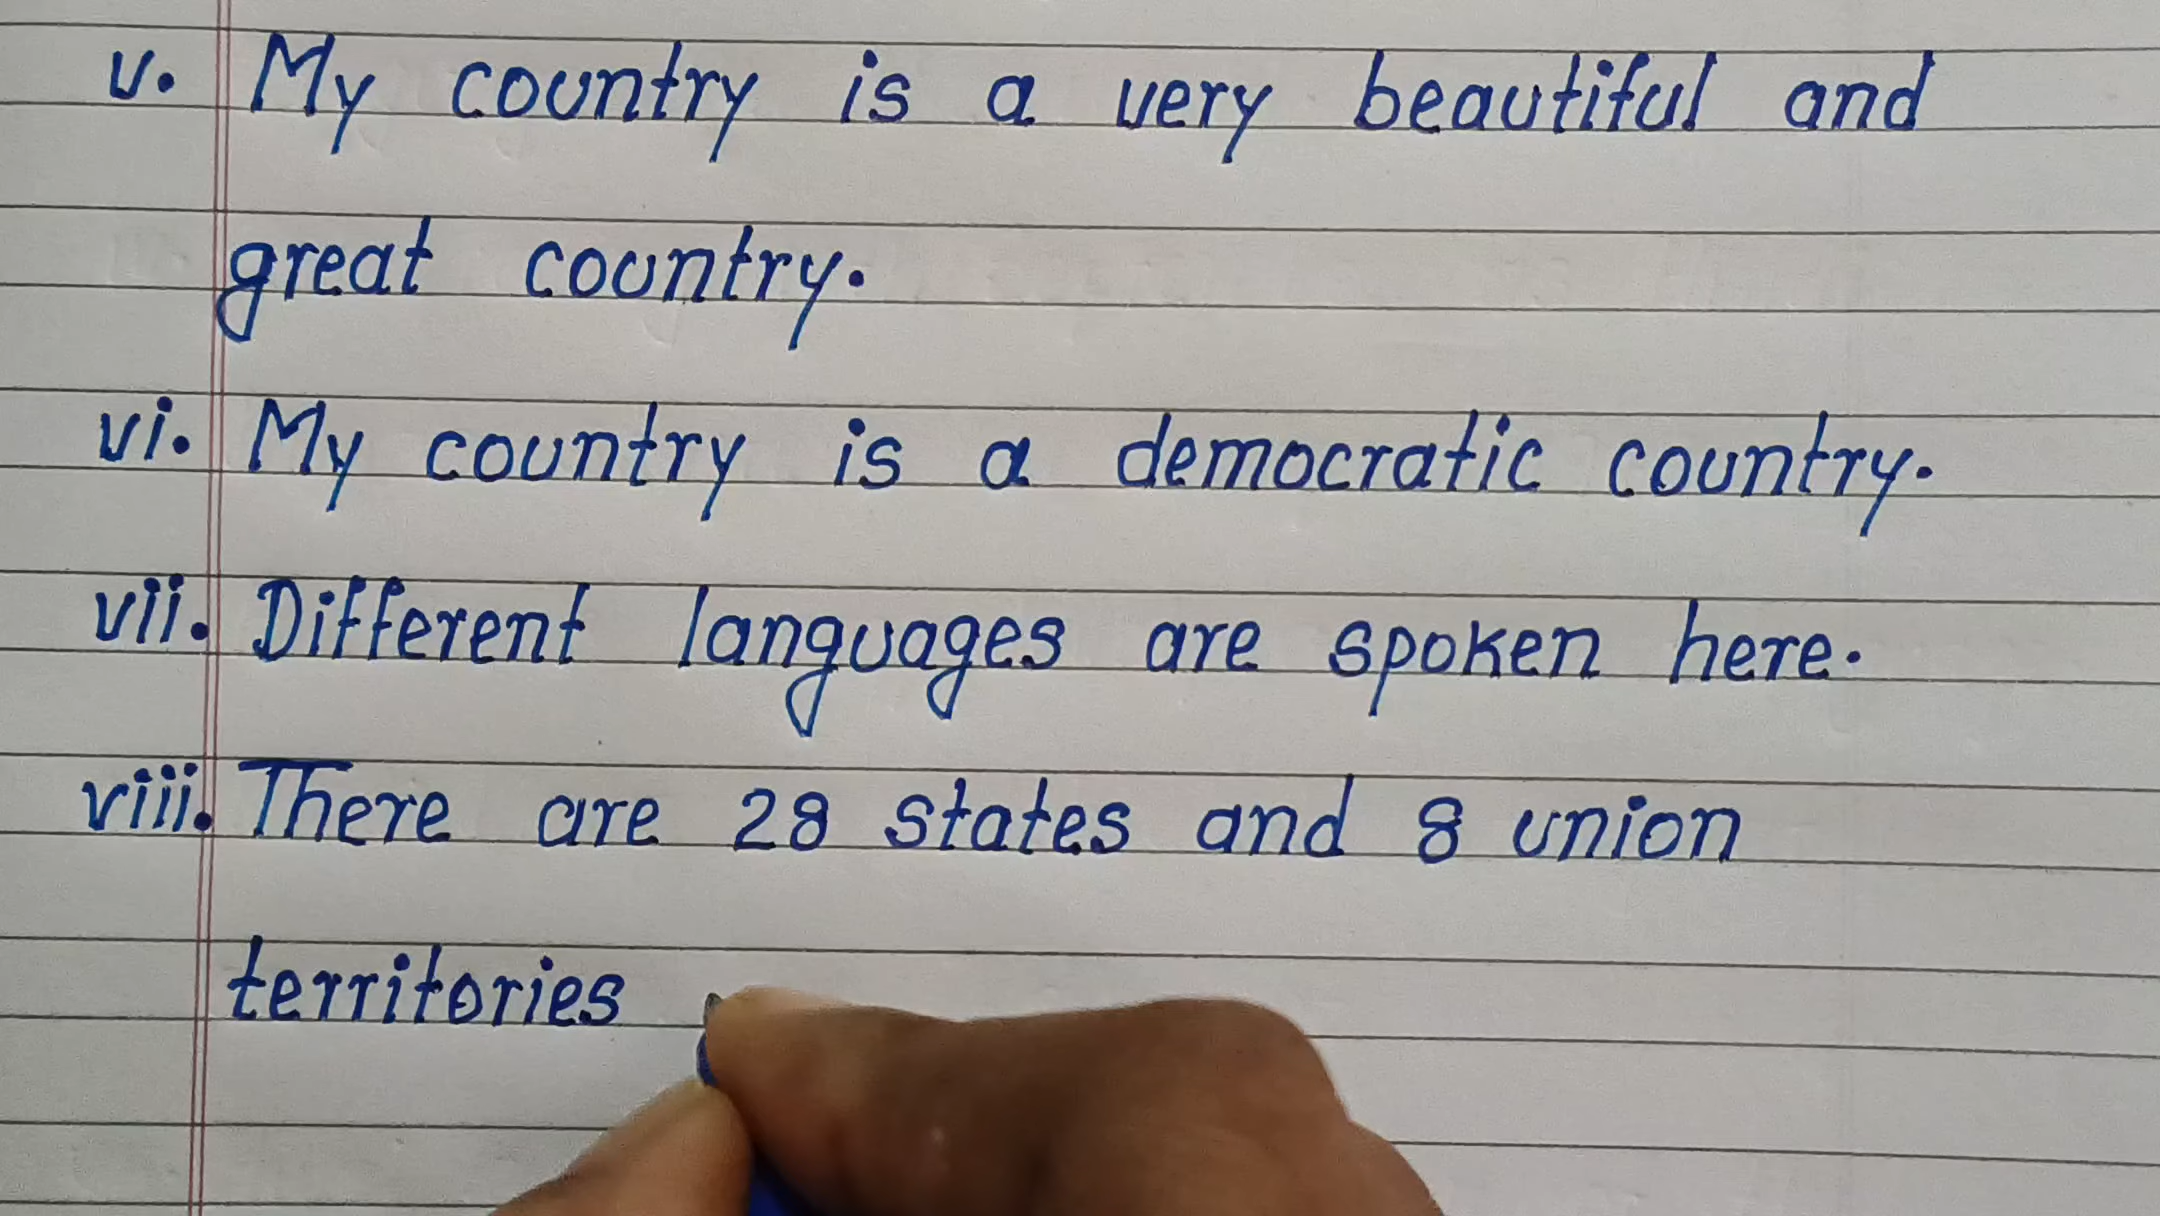 v. My country is a very beautiful and
great country.
vi. My country is a democratic country.
vii. Different languages are spoken here.
viii. There are 28 states and 8 union
territories